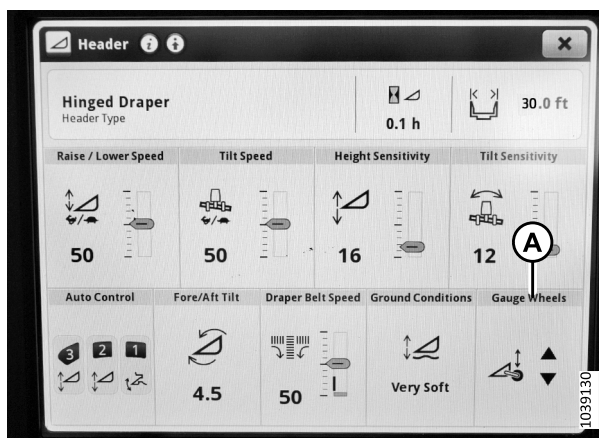 Header i
Hinged Draper
Header Type
0.1 h
30.0 ft
Raise / Lower Speed Tilt Speed Height Sensitivity Tilt Sensitivity
50 50 16 12
A
Auto Control Fore/Aft Tilt Draper Belt Speed Ground Conditions Gauge Wheels
3 2 1
4.5 50 Very Soft
1039130